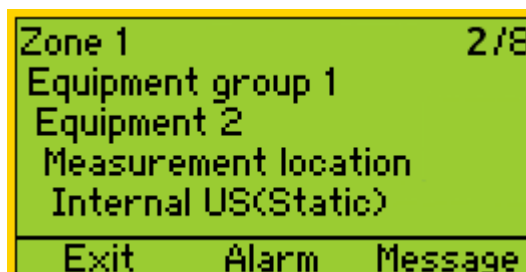 Zone 1 2/8
Equipment group 1
Equipment 2
Measurement location
Internal US(Static)
Exit Alarm Message